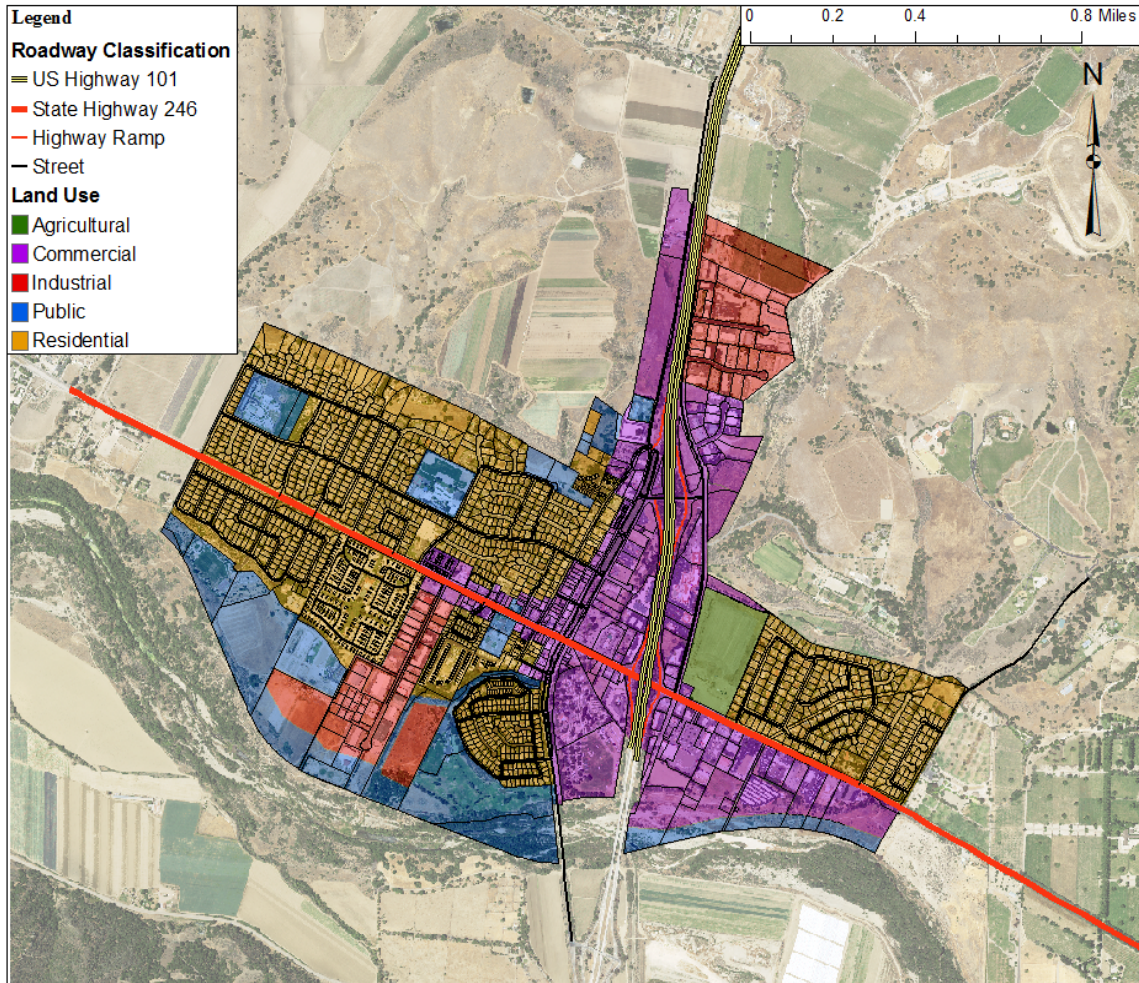 Legend
Roadway Classification
US Highway 101
State Highway 246
Highway Ramp
Street
Land Use
Agricultural
Commercial
Industrial
Public
Residential
0 0.2 0.4 0.8 Miles
N